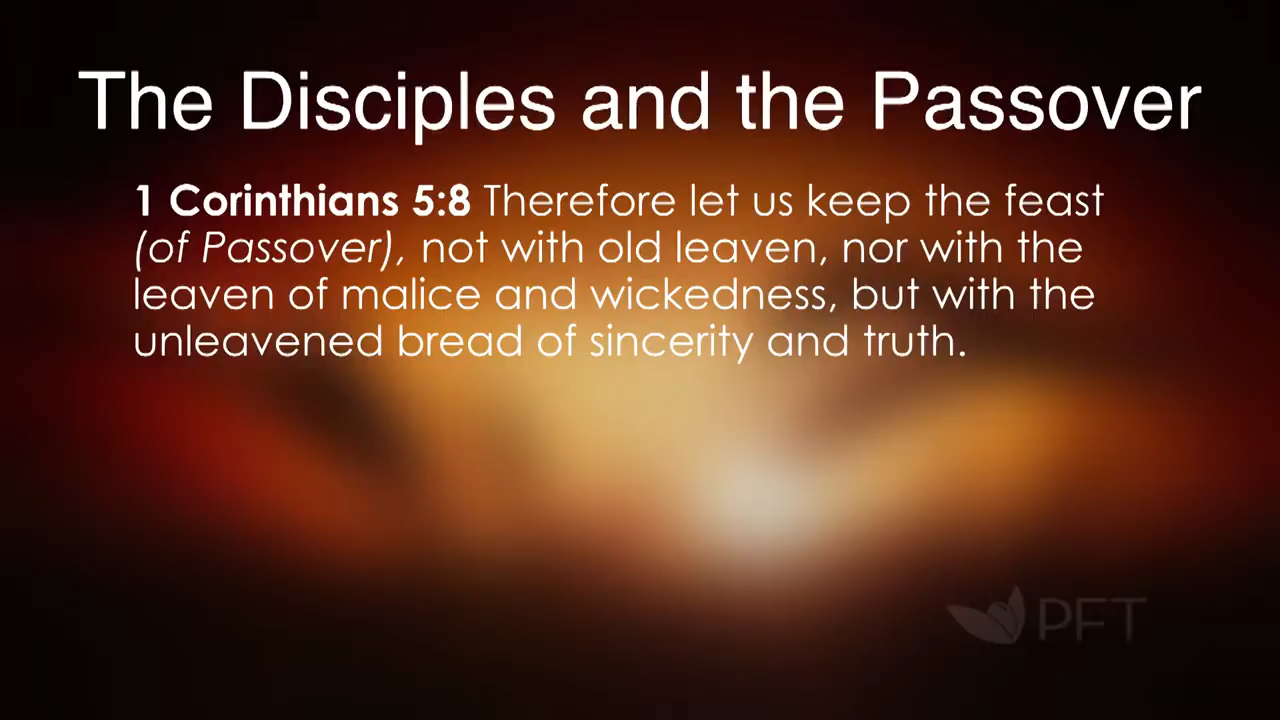 The Disciples and the Passover
1 Corinthians 5:8 Therefore let us keep the feast
(of Passover), not with old leaven, nor with the
leaven of malice and wickedness, but with the
unleavened bread of sincerity and truth.
PFT